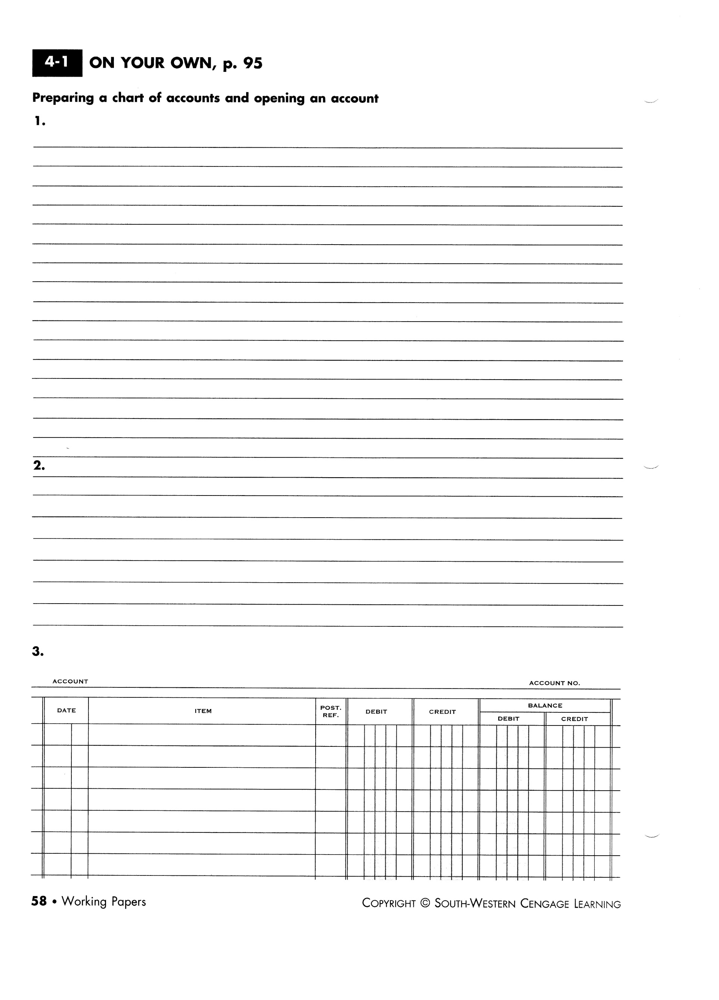 4-1 ON YOUR OWN, p. 95
Preparing a chart of accounts and opening an account
1.
2.
3.
ACCOUNT ACCOUNT NO.
DATE ITEM POST. REF. DEBIT CREDIT BALANCE
DEBIT CREDIT
58 • Working Papers COPYRIGHT © SOUTH-WESTERN CENGAGE LEARNING